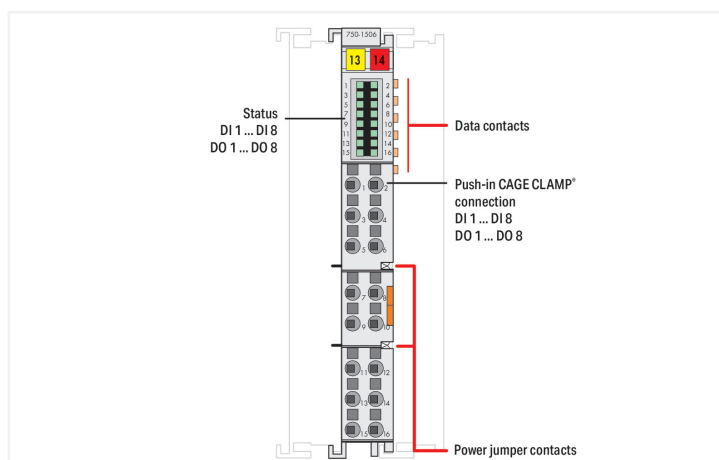 750-1506
13 14
1 2
3 4
5 6
7 8
9 10
11 12
13 14
15 16
Status
DI 1 ... DI 8
DO 1 ... DO 8
Data contacts
Push-in CAGE CLAMP®
connection
DI 1 ... DI 8
DO 1 ... DO 8
1 2
3 4
5 6
7 8
9 10
11 12
13 14
15 16
Power jumper contacts